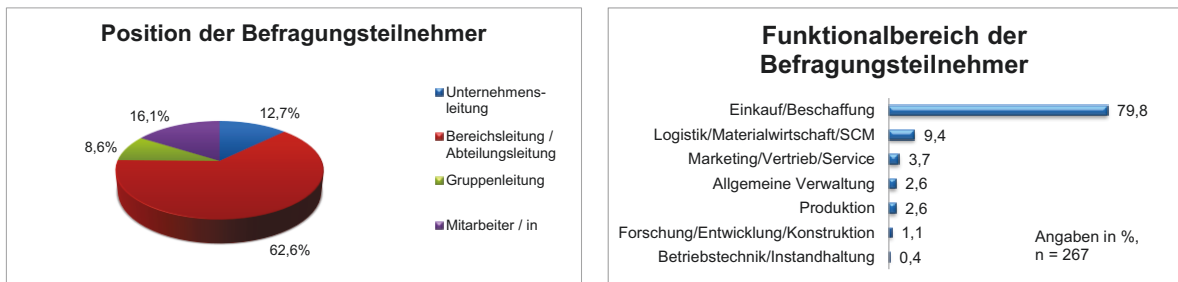 Position der Befragungsteilnehmer
12,7%
62,6%
8,6%
16,1%
Unternehmens-
leitung
Bereichsleitung /
Abteilungsleitung
Gruppenleitung
Mitarbeiter / in
Funktionalbereich der
Befragungsteilnehmer
Einkauf/Beschaffung 79,8
Logistik/Materialwirtschaft/SCM 9,4
Marketing/Vertrieb/Service 3,7
Allgemeine Verwaltung 2,6
Produktion 2,6
Forschung/Entwicklung/Konstruktion 1,1
Betriebstechnik/Instandhaltung 0,4
Angaben in %,
n = 267